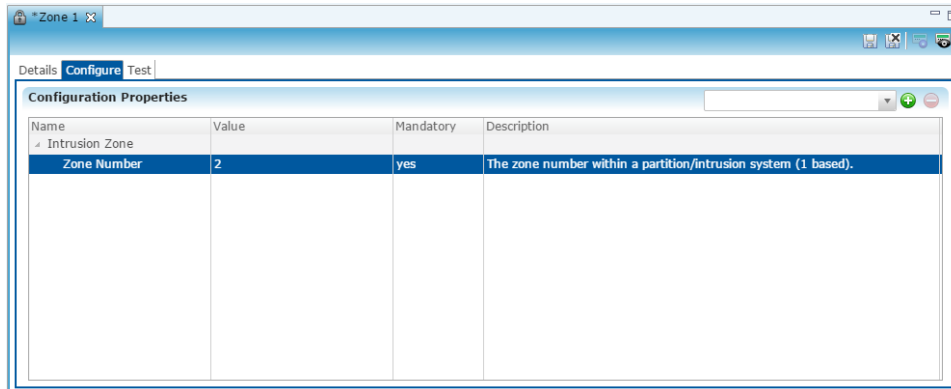 *Zone 1
Details Configure Test
Configuration Properties
Name Value Mandatory Description
Intrusion Zone
Zone Number 2 yes The zone number within a partition/intrusion system (1 based).